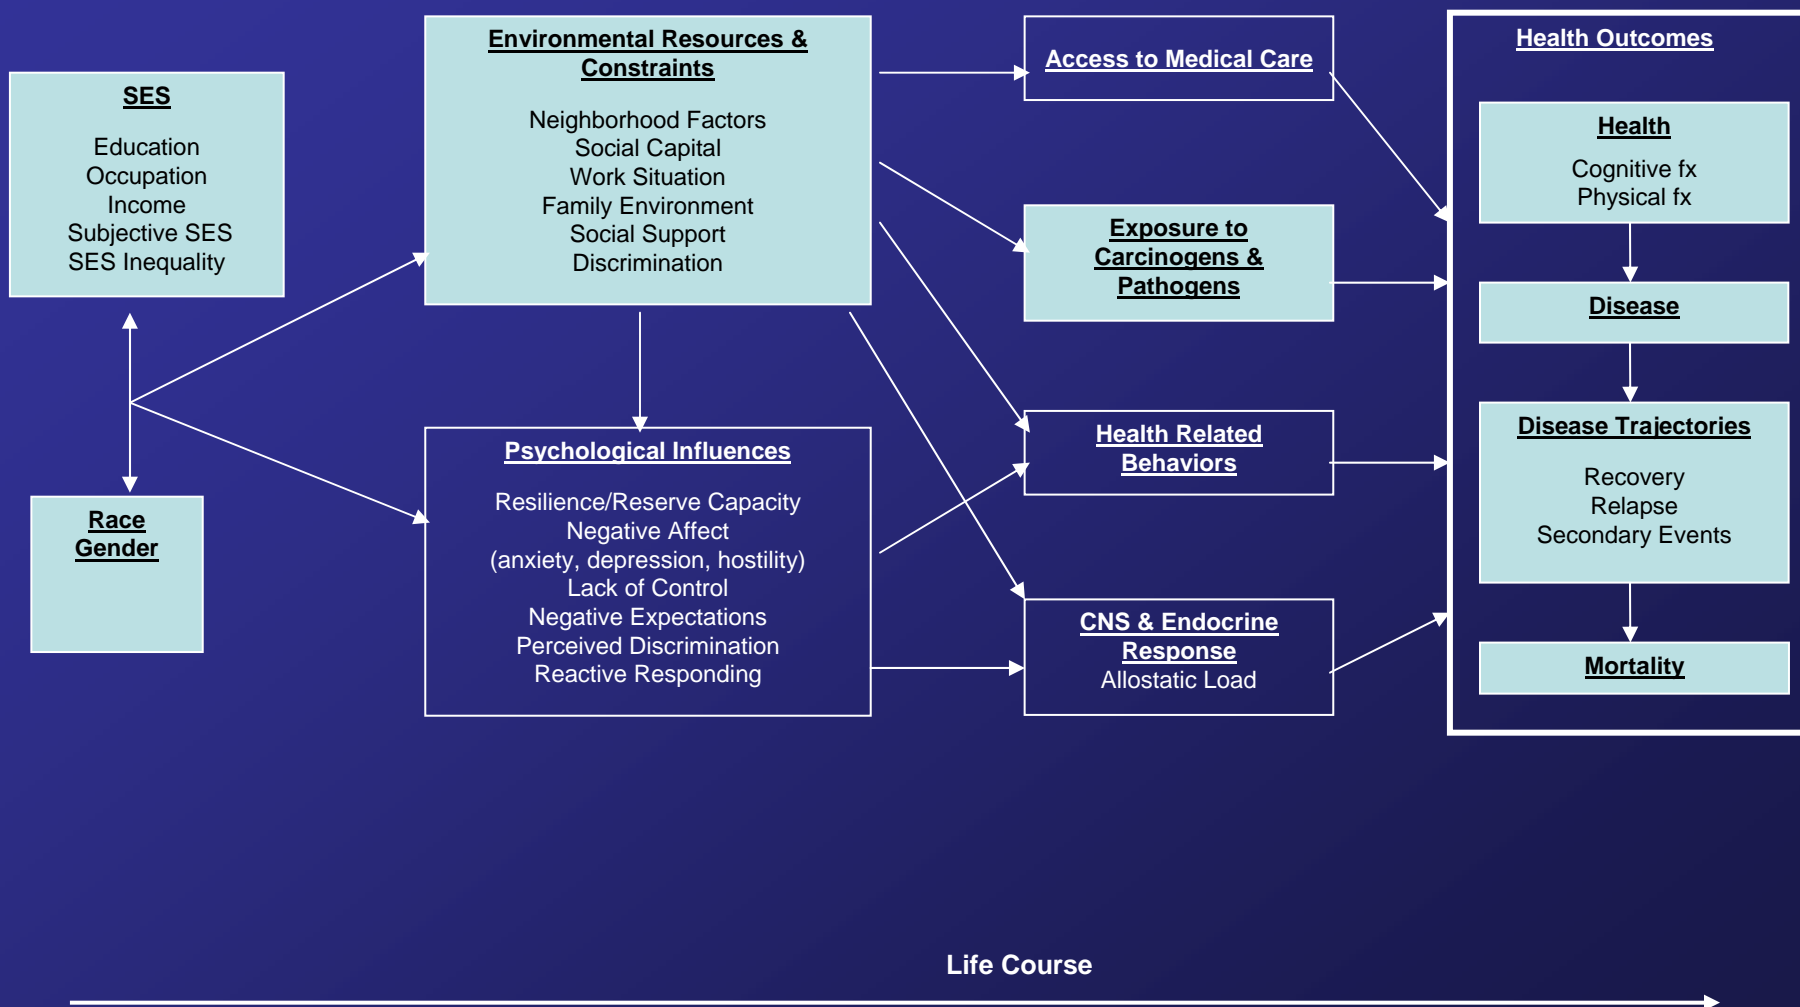 SES
Education
Occupation
Income
Subjective SES
SES Inequality
Race
Gender
Environmental Resources &
Constraints
Neighborhood Factors
Social Capital
Work Situation
Family Environment
Social Support
Discrimination
Psychological Influences
Resilience/Reserve Capacity
Negative Affect
(anxiety, depression, hostility)
Lack of Control
Negative Expectations
Perceived Discrimination
Reactive Responding
Access to Medical Care
Exposure to
Carcinogens &
Pathogens
Health Related
Behaviors
CNS & Endocrine
Response
Allostatic Load
Health Outcomes
Health
Cognitive fx
Physical fx
Disease
Disease Trajectories
Recovery
Relapse
Secondary Events
Mortality
Life Course